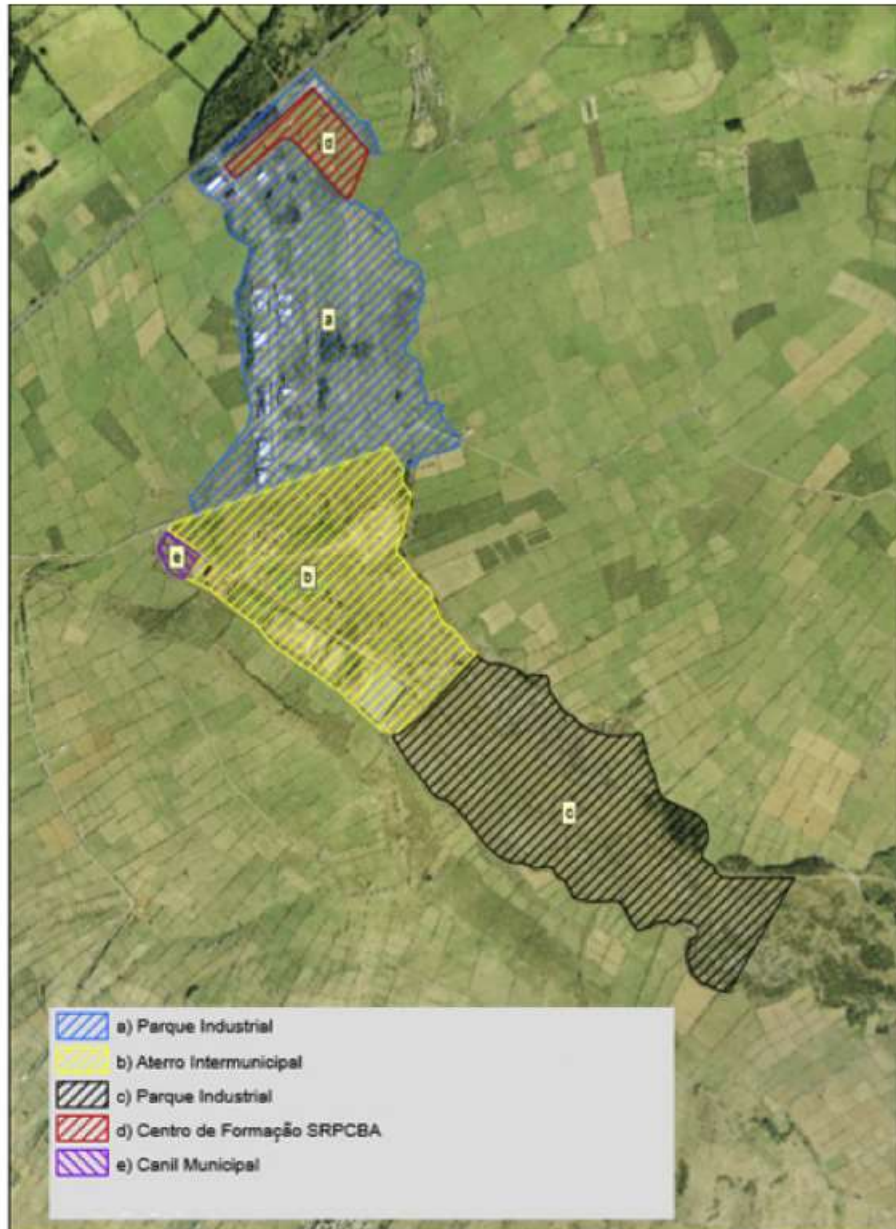 d
a
e
b
c
a) Parque Industrial
b) Aterro Intermunicipal
c) Parque Industrial
d) Centro de Formação SRPCBA
e) Canil Municipal